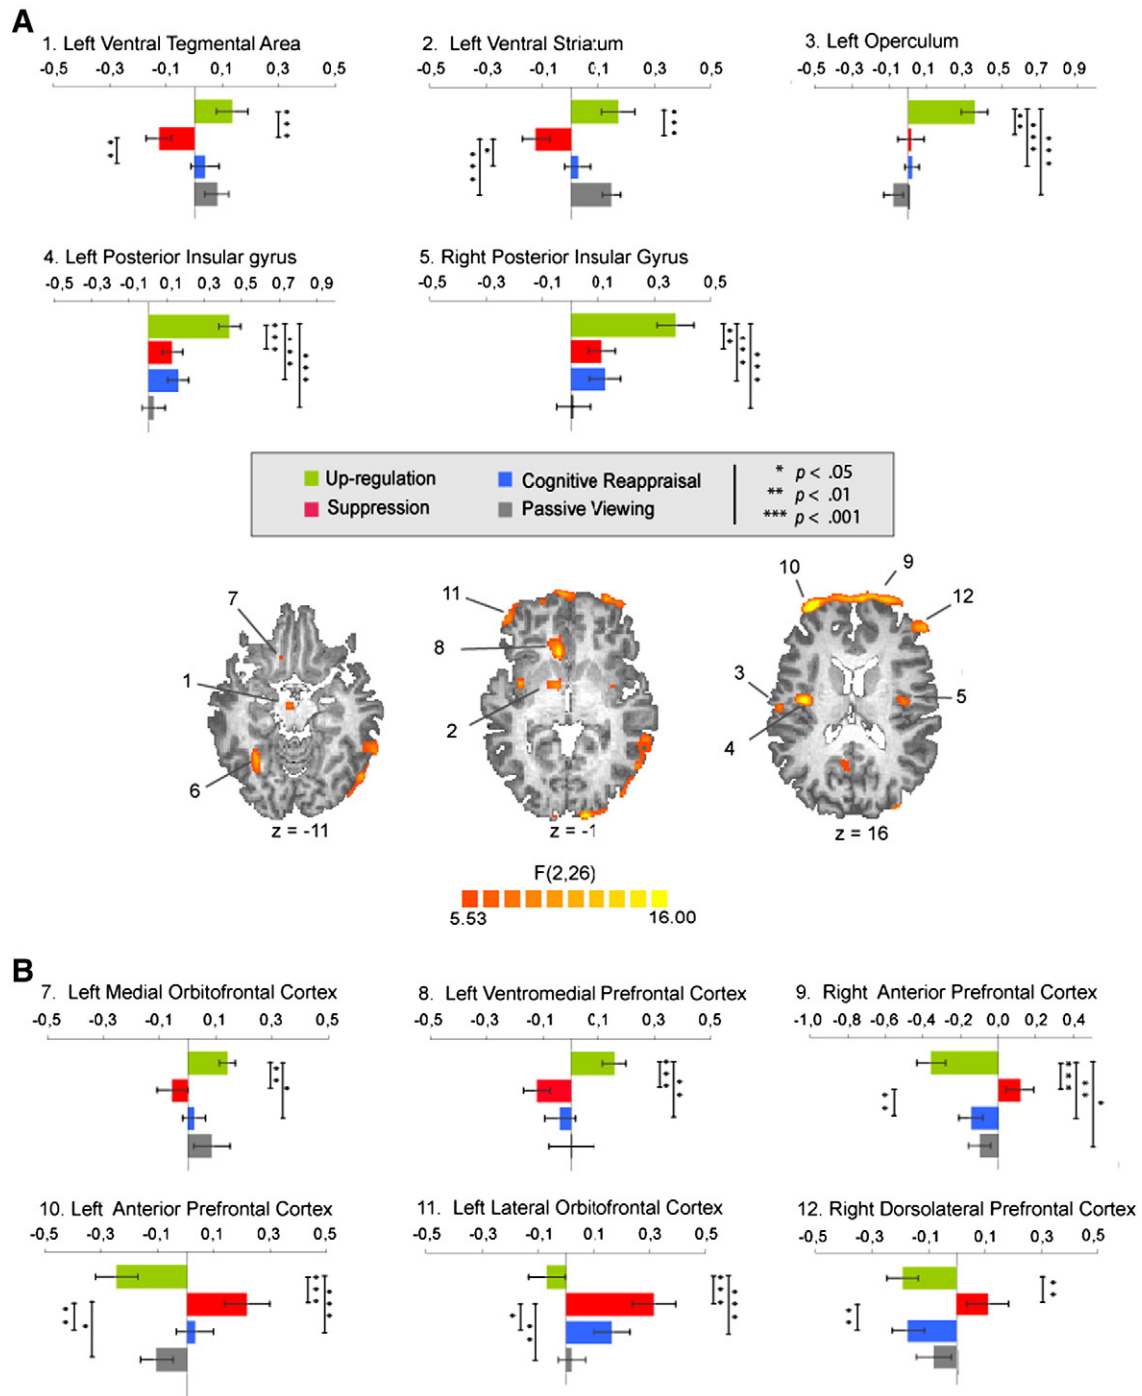 A
1. Left Ventral Tegmental Area
-0,5 -0,3 -0,1 0,1 0,3 0,5
** ***
2. Left Ventral Striatum
-0,5 -0,3 -0,1 0,1 0,3 0,5
*** * ***
3. Left Operculum
-0,5 -0,3 -0,1 0,1 0,3 0,5 0,7 0,9
** *** ***
4. Left Posterior Insular gyrus
-0,5 -0,3 -0,1 0,1 0,3 0,5 0,7 0,9
*** *** ***
5. Right Posterior Insular Gyrus
-0,5 -0,3 -0,1 0,1 0,3 0,5
** *** ***
Up-regulation
Suppression
Cognitive Reappraisal
Passive Viewing
* p < .05
** p < .01
*** p < .001
7
1
6
z = -11
11
8
2
z = -1
10
9
12
3
5
4
z = 16
F(2,26)
5.53 16.00
B
7. Left Medial Orbitofrontal Cortex
-0,5 -0,3 -0,1 0,1 0,3 0,5
** *
8. Left Ventromedial Prefrontal Cortex
-0,5 -0,3 -0,1 0,1 0,3 0,5
*** **
9. Right Anterior Prefrontal Cortex
-1,0 -0,8 -0,6 -0,4 -0,2 0,0 0,2 0,4
** *** ** *
10. Left Anterior Prefrontal Cortex
-0,5 -0,3 -0,1 0,1 0,3 0,5
** * *** ***
11. Left Lateral Orbitofrontal Cortex
-0,5 -0,3 -0,1 0,1 0,3 0,5
* ** *** ***
12. Right Dorsolateral Prefrontal Cortex
-0,5 -0,3 -0,1 0,1 0,3 0,5
** **